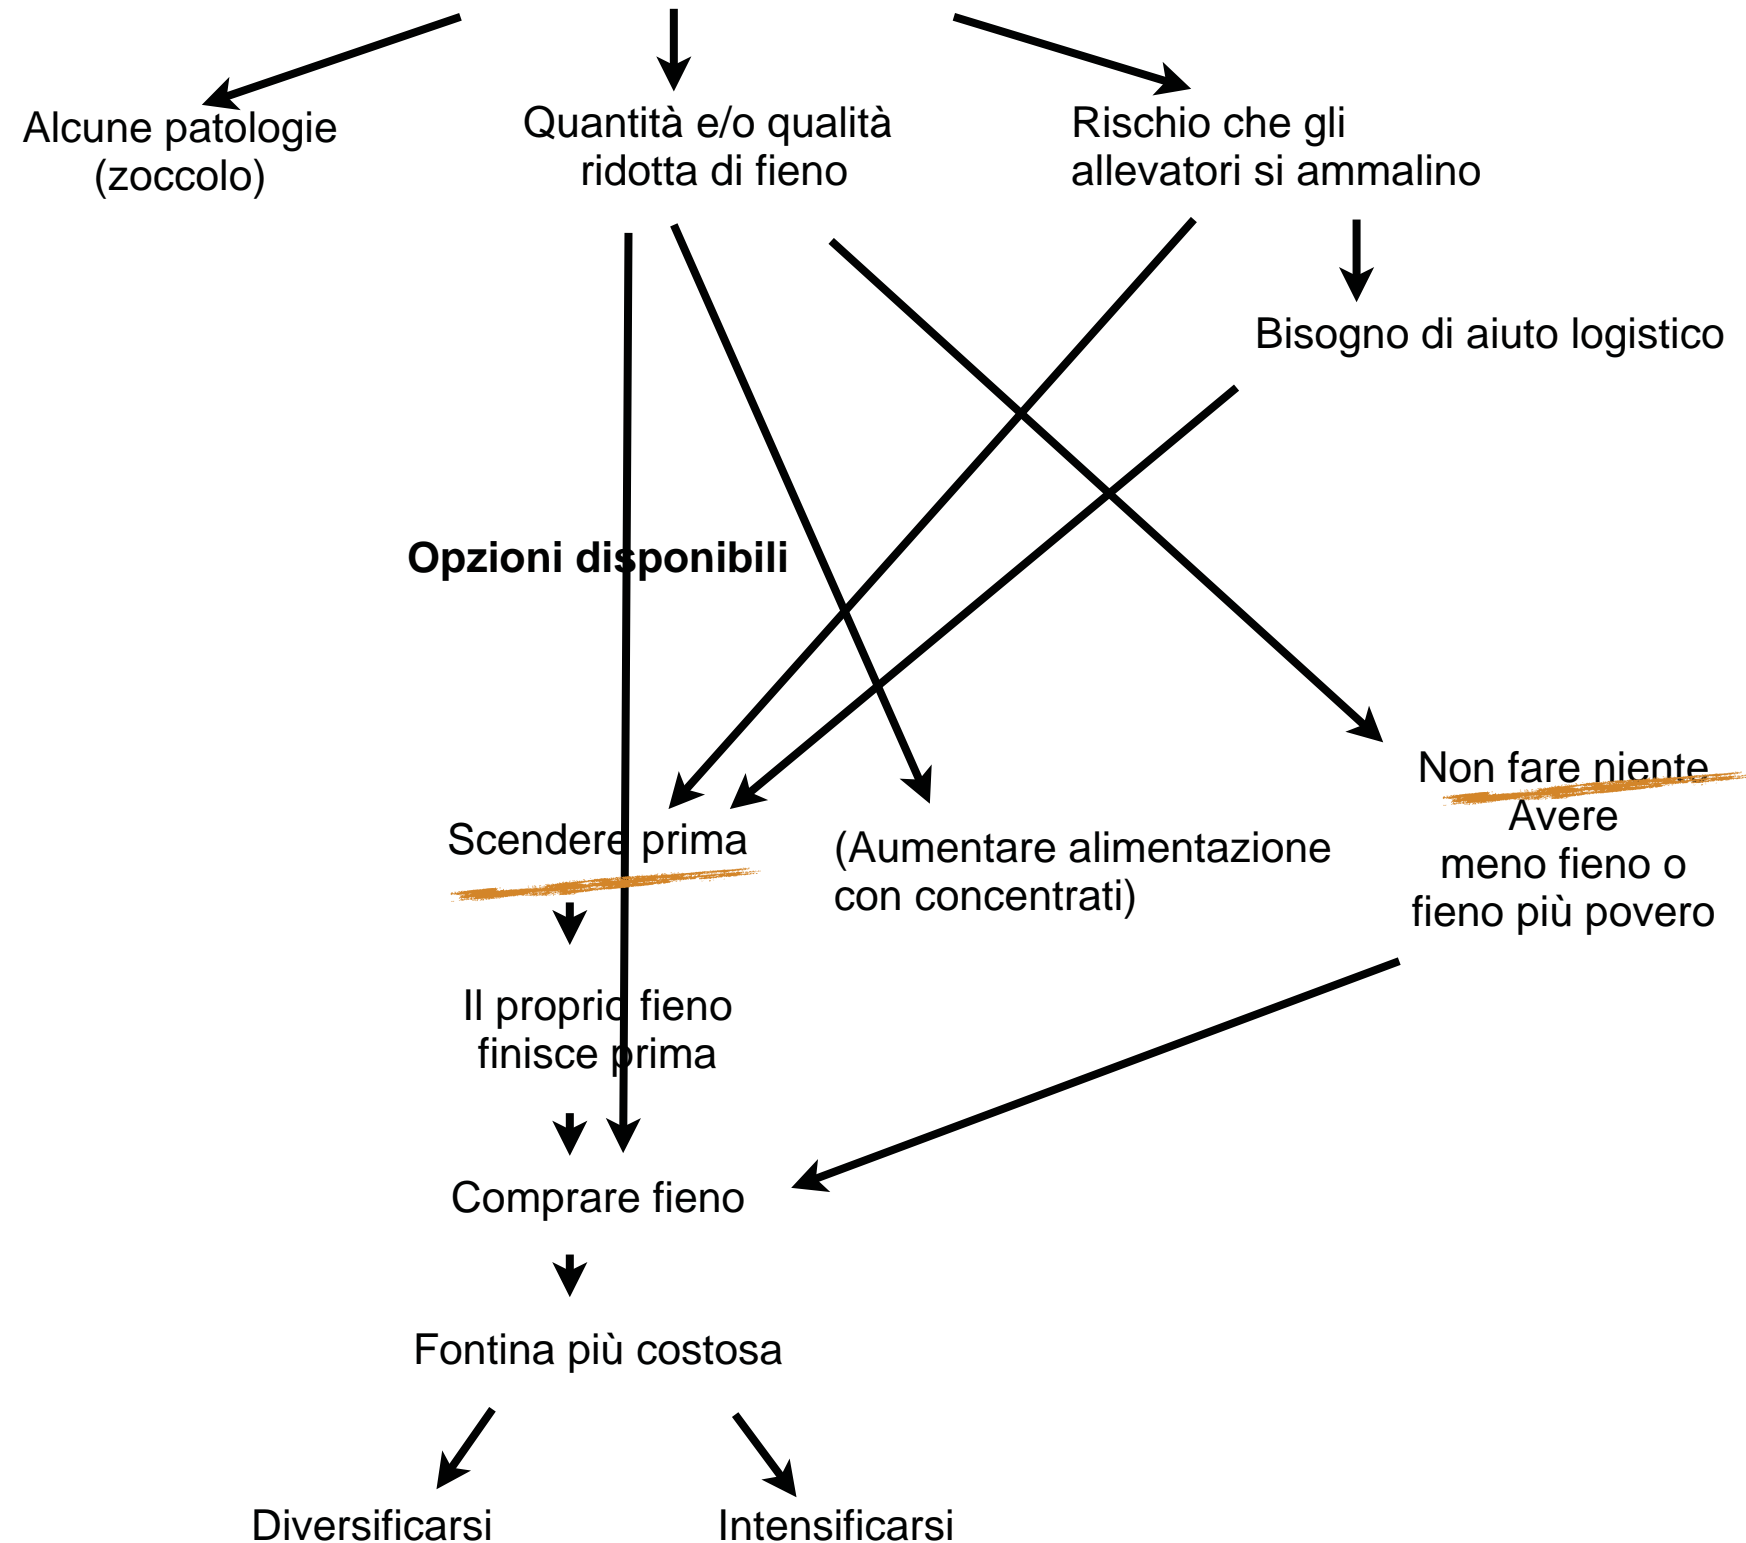 Alcune patologie
(zoccolo)
Quantità e/o qualità
ridotta di fieno
Rischio che gli
allevatori si ammalino
Bisogno di aiuto logistico
Opzioni disponibili
Scendere prima
(Aumentare alimentazione
con concentrati)
Non fare niente
Avere
meno fieno o
fieno più povero
Il proprio fieno
finisce prima
Comprare fieno
Fontina più costosa
Diversificarsi
Intensificarsi